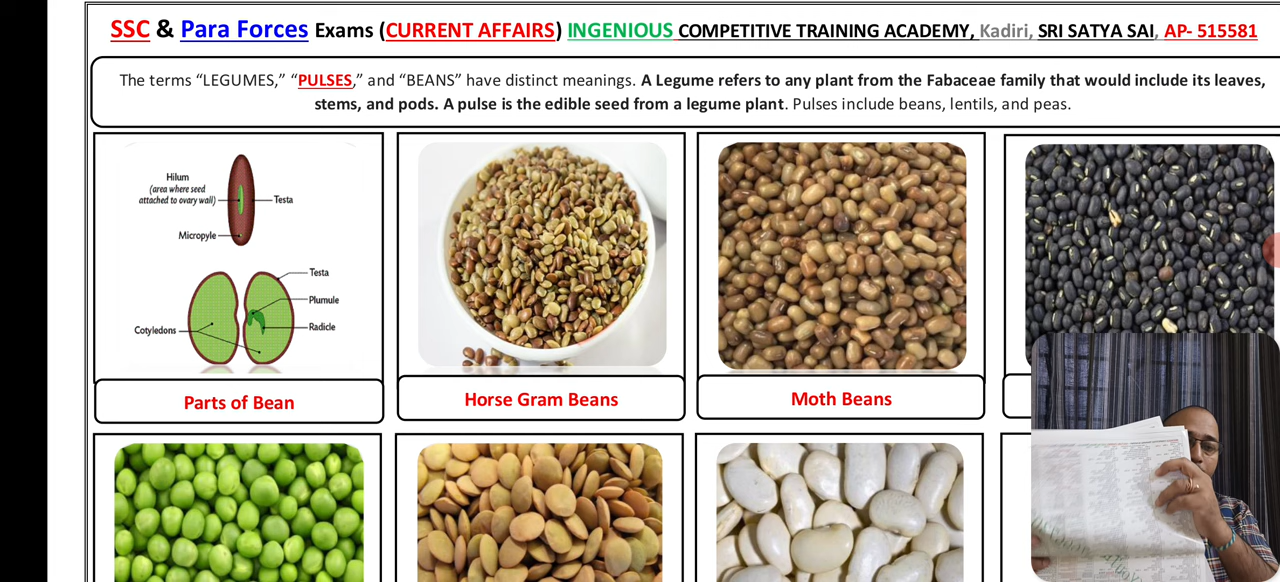 SSC & Para Forces Exams (CURRENT AFFAIRS) INGENIOUS COMPETITIVE TRAINING ACADEMY, Kadiri, SRI SATYA SAI, AP- 515581
The terms “LEGUMES,” “PULSES,” and “BEANS” have distinct meanings. A Legume refers to any plant from the Fabaceae family that would include its leaves,
stems, and pods. A pulse is the edible seed from a legume plant. Pulses include beans, lentils, and peas.
Hilum
(area where seed
attached to ovary wall)
Testa
Micropyle
Testa
Plumule
Radicle
Cotyledons
Parts of Bean
Horse Gram Beans
Moth Beans